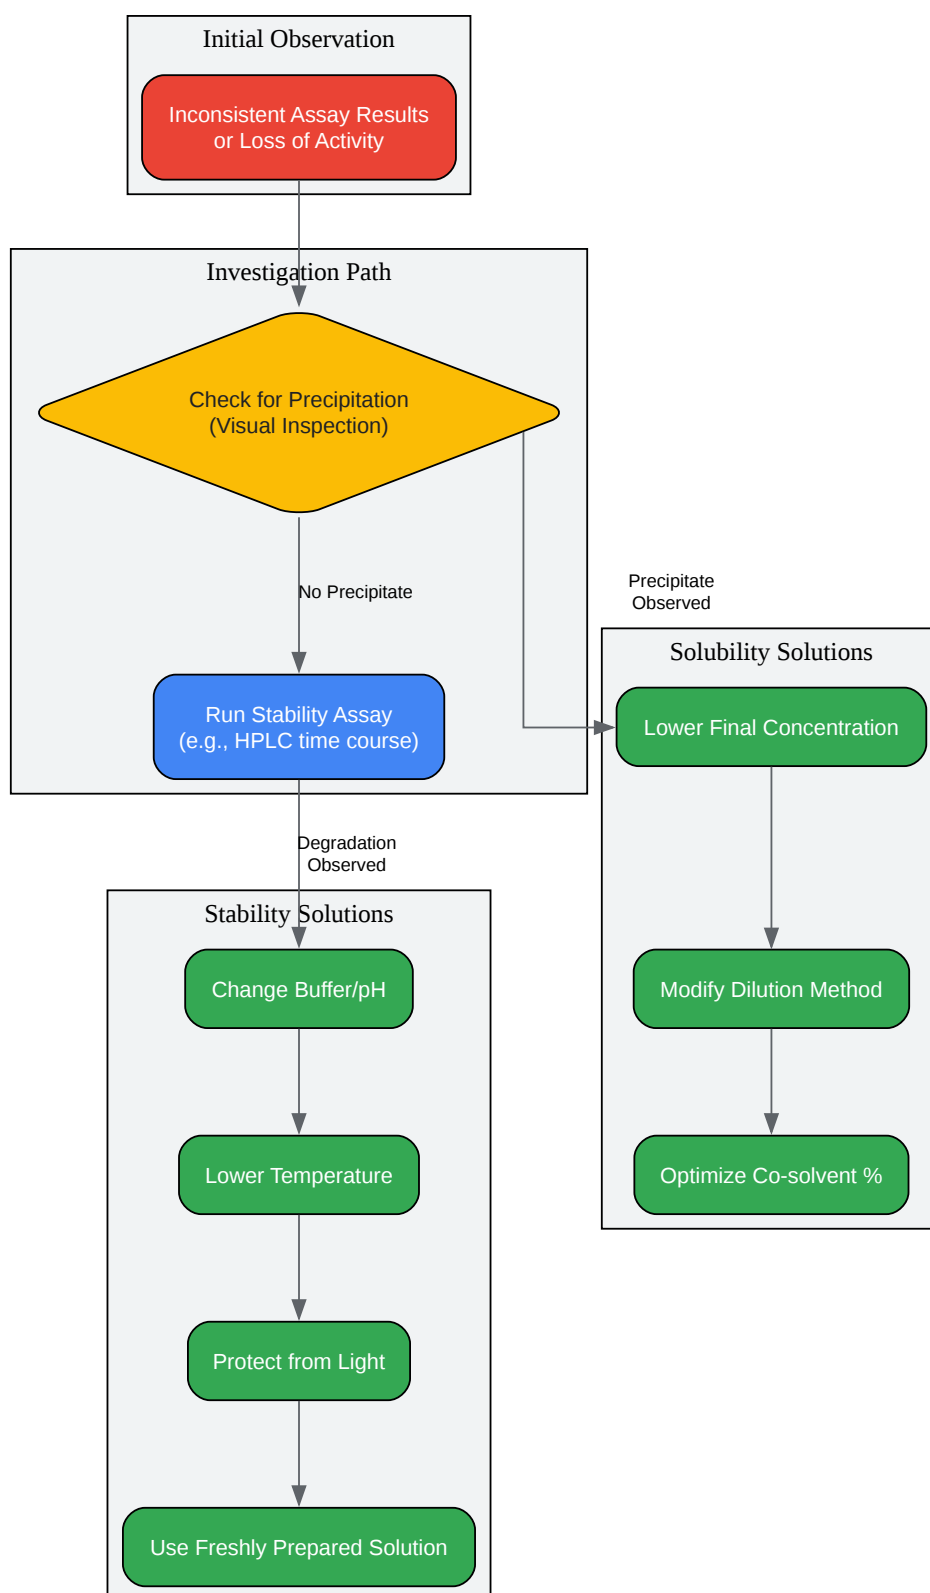 Initial Observation
Inconsistent Assay Results
or Loss of Activity
Investigation Path
Check for Precipitation
(Visual Inspection)
No Precipitate
Run Stability Assay
(e.g., HPLC time course)
Precipitate
Observed
Solubility Solutions
Lower Final Concentration
Modify Dilution Method
Optimize Co-solvent %
Degradation
Observed
Stability Solutions
Change Buffer/pH
Lower Temperature
Protect from Light
Use Freshly Prepared Solution